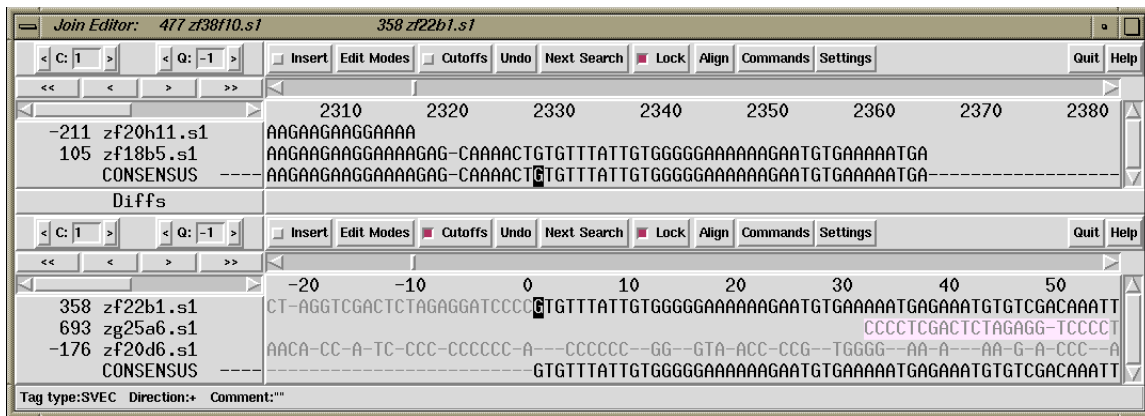 Join Editor: 477 zf38f10.s1 358 zf22b1.s1
< C: 1 > < Q: -1 > Insert Edit Modes Cutoffs Undo Next Search Lock Align Commands Settings Quit Help
<< < > >>
2310 2320 2330 2340 2350 2360 2370 2380
-211 zf20h11.s1 AAGAAGAAGGAAAA
105 zf18b5.s1 AAGAAGAAGGAAAAGAG-CAAAACTGTGTTTATTGTGGGGGAAAAAAGAATGTGAAAAATGA
CONSENSUS ----AAGAAGAAGGAAAAGAG-CAAAACTGTGTTTATTGTGGGGGAAAAAAGAATGTGAAAAATGA------------------
Diffs
< C: 1 > < Q: -1 > Insert Edit Modes Cutoffs Undo Next Search Lock Align Commands Settings Quit Help
<< < > >>
-20 -10 0 10 20 30 40 50
358 zf22b1.s1 CT-AGGTCGACTCTAGAGGATCCCCGTGTTTATTGTGGGGGAAAAAAGAATGTGAAAAATGAGAAATGTGTCGACAAATT
693 zg25a6.s1 CCCCTCGACTCTAGAGG-TCCCCT
-176 zf20d6.s1 AACA-CC-A-TC-CCC-CCCCCC-A---CCCCCC--GG--GTA-ACC-CCG--TGGGG--AA-A---AA-G-A-CCC--A
CONSENSUS -----------------------------GTGTTTATTGTGGGGGAAAAAAGAATGTGAAAAATGAGAAATGTGTCGACAAATT
Tag type:SVEC Direction:+ Comment:""